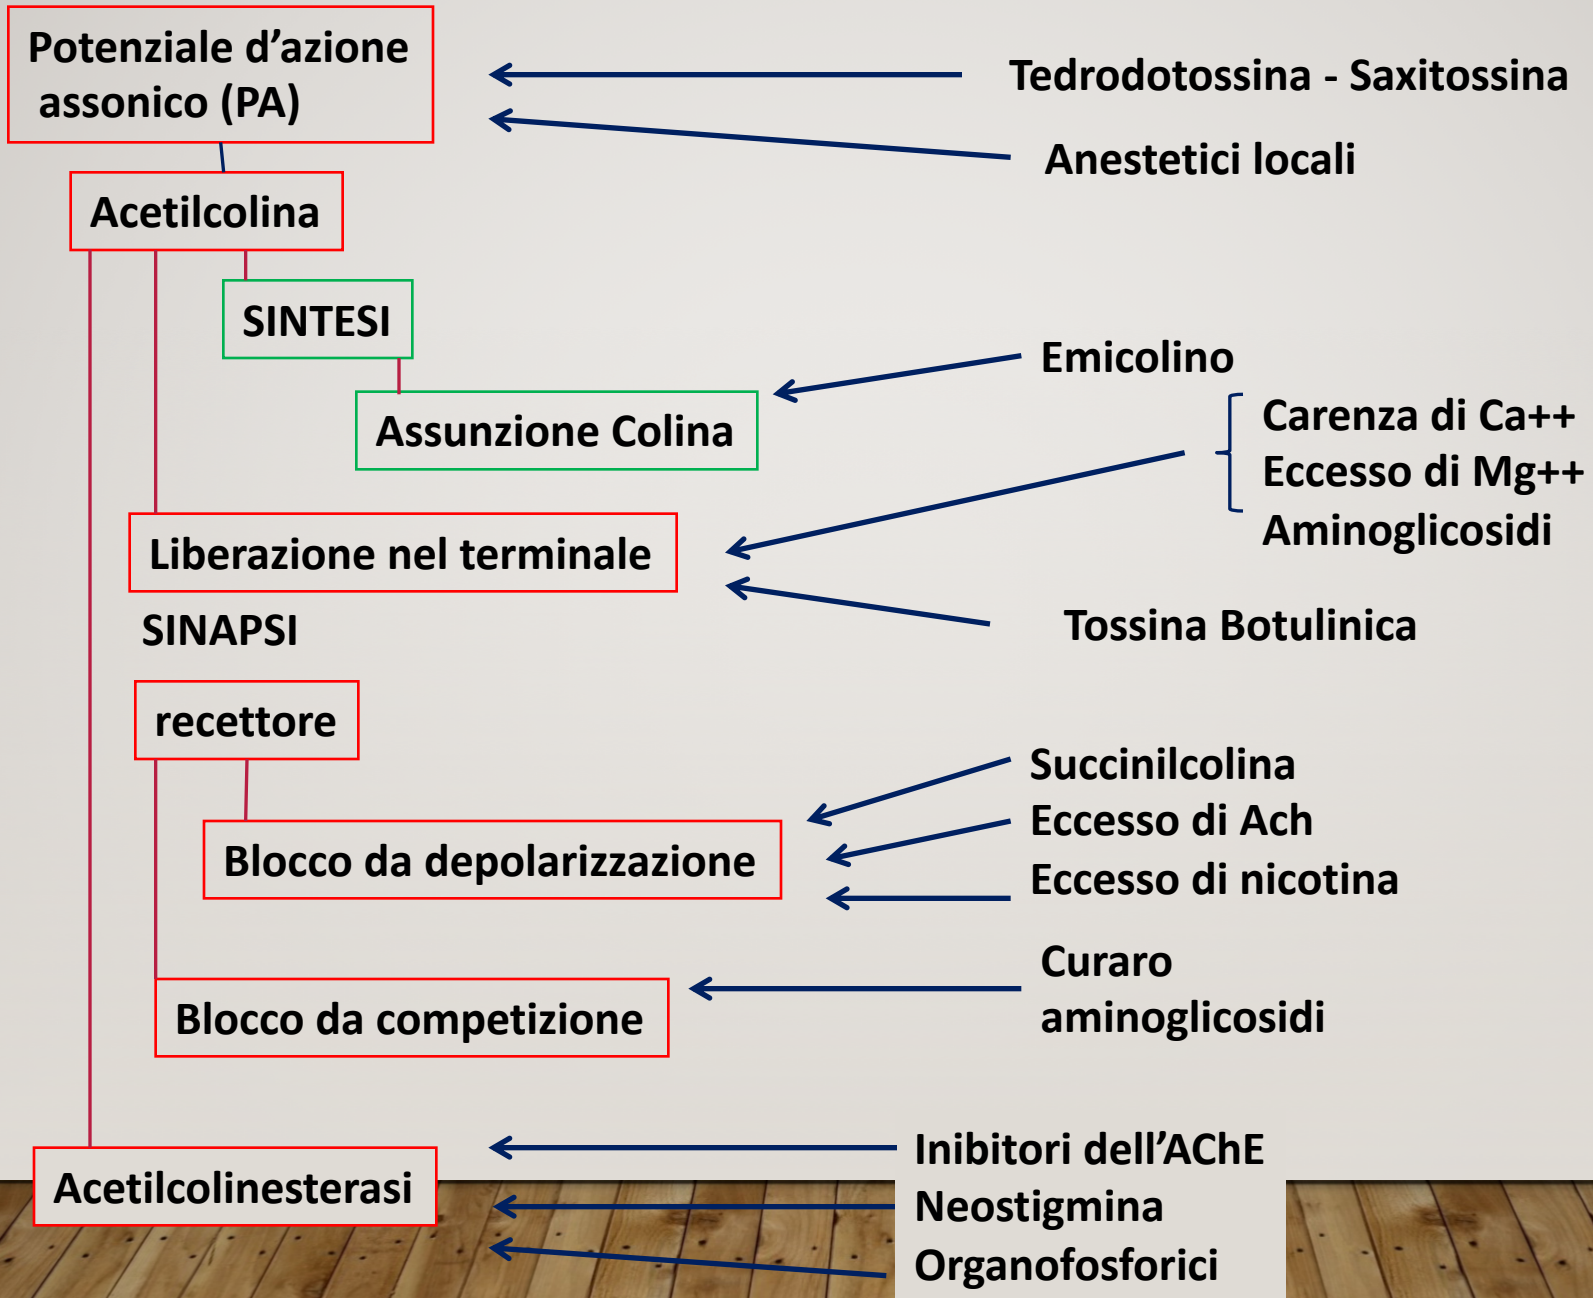 Potenziale d’azione
assonico (PA)
Tedrodotossina - Saxitossina
Anestetici locali
Acetilcolina
SINTESI
Emicolino
Assunzione Colina
Carenza di Ca++
Eccesso di Mg++
Aminoglicosidi
Liberazione nel terminale
Tossina Botulinica
SINAPSI
recettore
Succinilcolina
Eccesso di Ach
Eccesso di nicotina
Blocco da depolarizzazione
Curaro
aminoglicosidi
Blocco da competizione
Inibitori dell’AChE
Neostigmina
Organofosforici
Acetilcolinesterasi